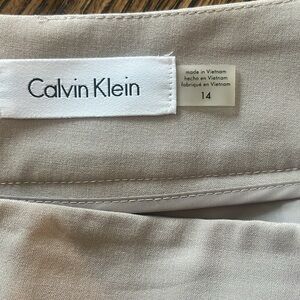 Calvin Klein
made in Vietnam
hecho en Vietnam
fabriqué en Vietnam
14